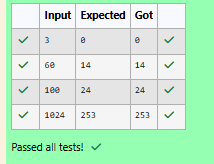 Input Expected Got
3 0 0
60 14 14
100 24 24
1024 253 253
Passed all tests!